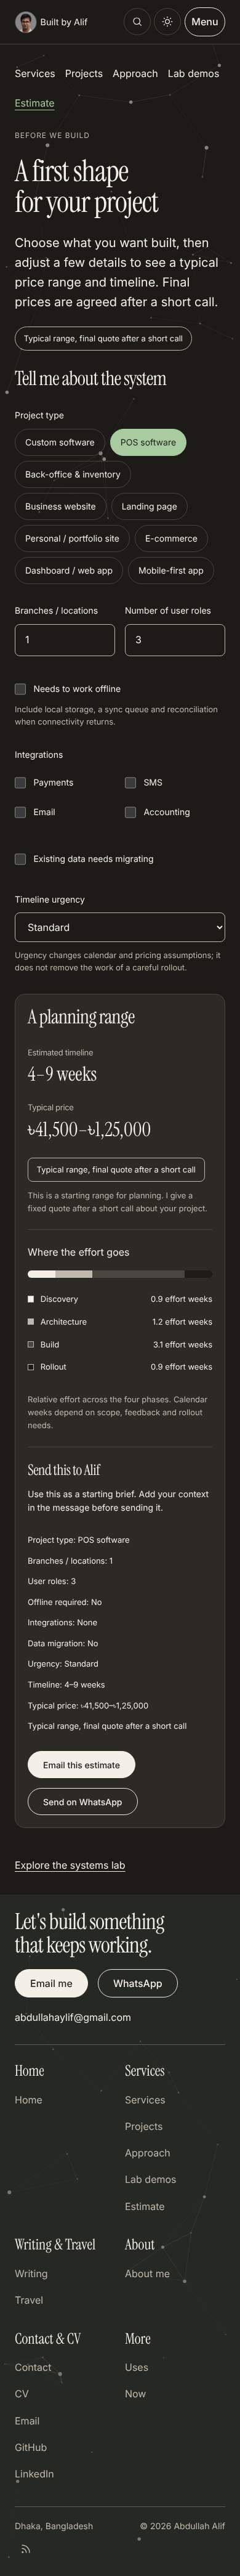 Built by Alif
Menu
Services Projects Approach Lab demos
Estimate
BEFORE WE BUILD
A first shape
for your project
Choose what you want built, then
adjust a few details to see a typical
price range and timeline. Final
prices are agreed after a short call.
Typical range, final quote after a short call
Tell me about the system
Project type
Custom software POS software
Back-office & inventory
Business website Landing page
Personal / portfolio site E-commerce
Dashboard / web app Mobile-first app
Branches / locations Number of user roles
1 3
Needs to work offline
Include local storage, a sync queue and reconciliation
when connectivity returns.
Integrations
Payments SMS
Email Accounting
Existing data needs migrating
Timeline urgency
Standard
Urgency changes calendar and pricing assumptions; it
does not remove the work of a careful rollout.
A planning range
Estimated timeline
4–9 weeks
Typical price
৳41,500–৳1,25,000
Typical range, final quote after a short call
This is a starting range for planning. I give a
fixed quote after a short call about your project.
Where the effort goes
Discovery 0.9 effort weeks
Architecture 1.2 effort weeks
Build 3.1 effort weeks
Rollout 0.9 effort weeks
Relative effort across the four phases. Calendar
weeks depend on scope, feedback and rollout
needs.
Send this to Alif
Use this as a starting brief. Add your context
in the message before sending it.
Project type: POS software
Branches / locations: 1
User roles: 3
Offline required: No
Integrations: None
Data migration: No
Urgency: Standard
Timeline: 4–9 weeks
Typical price: ৳41,500–৳1,25,000
Typical range, final quote after a short call
Email this estimate
Send on WhatsApp
Explore the systems lab
Let's build something
that keeps working.
Email me WhatsApp
abdullahaylif@gmail.com
Home Services
Home Services
Projects
Approach
Lab demos
Estimate
Writing & Travel About
Writing About me
Travel
Contact & CV More
Contact Uses
CV Now
Email
GitHub
LinkedIn
Dhaka, Bangladesh © 2026 Abdullah Alif